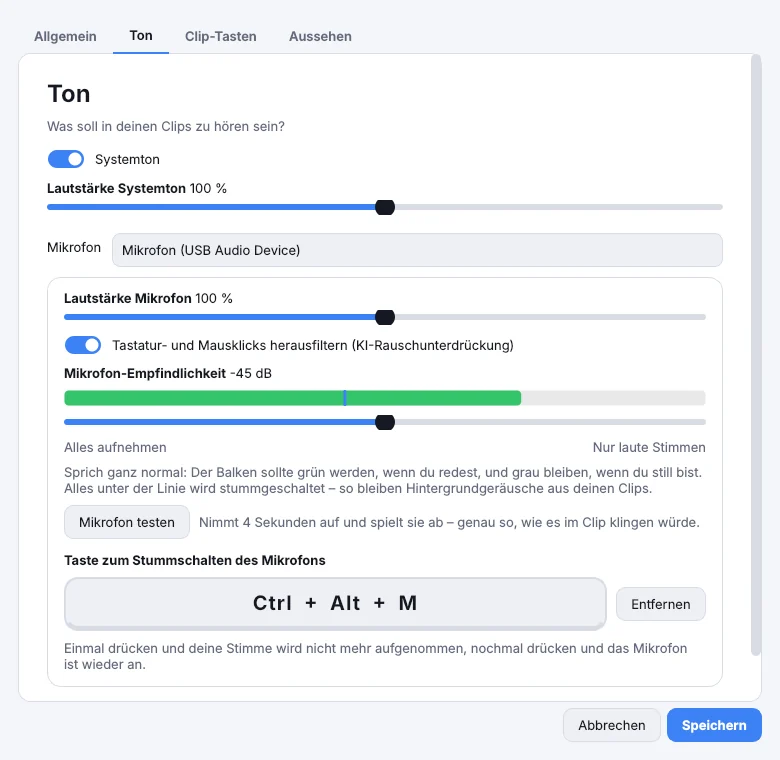 Allgemein Ton Clip-Tasten Aussehen
Ton
Was soll in deinen Clips zu hören sein?
Systemton
Lautstärke Systemton 100 %
Mikrofon Mikrofon (USB Audio Device)
Lautstärke Mikrofon 100 %
Tastatur- und Mausklicks herausfiltern (KI-Rauschunterdrückung)
Mikrofon-Empfindlichkeit -45 dB
Alles aufnehmen Nur laute Stimmen
Sprich ganz normal: Der Balken sollte grün werden, wenn du redest, und grau bleiben, wenn du still bist.
Alles unter der Linie wird stummgeschaltet – so bleiben Hintergrundgeräusche aus deinen Clips.
Mikrofon testen Nimmt 4 Sekunden auf und spielt sie ab – genau so, wie es im Clip klingen würde.
Taste zum Stummschalten des Mikrofons
Ctrl + Alt + M Entfernen
Einmal drücken und deine Stimme wird nicht mehr aufgenommen, nochmal drücken und das Mikrofon
ist wieder an.
Abbrechen Speichern